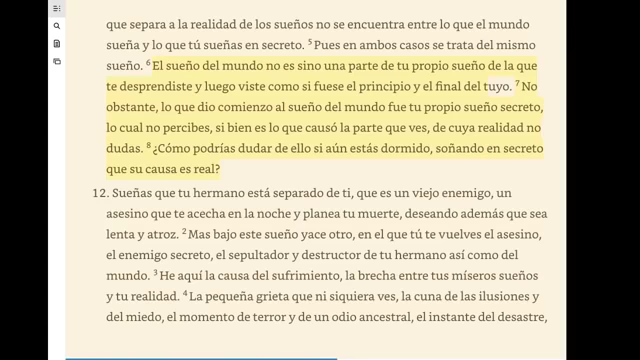 que separa a la realidad de los sueños no se encuentra entre lo que el mundo
sueña y lo que tú sueñas en secreto. ⁵ Pues en ambos casos se trata del mismo
sueño. ⁶ El sueño del mundo no es sino una parte de tu propio sueño de la que
te desprendiste y luego viste como si fuese el principio y el final del tuyo. ⁷ No
obstante, lo que dio comienzo al sueño del mundo fue tu propio sueño secreto,
lo cual no percibes, si bien es lo que causó la parte que ves, de cuya realidad no
dudas. ⁸ ¿Cómo podrías dudar de ello si aún estás dormido, soñando en secreto
que su causa es real?
12. Sueñas que tu hermano está separado de ti, que es un viejo enemigo, un
asesino que te acecha en la noche y planea tu muerte, deseando además que sea
lenta y atroz. ² Mas bajo este sueño yace otro, en el que tú te vuelves el asesino,
el enemigo secreto, el sepultador y destructor de tu hermano así como del
mundo. ³ He aquí la causa del sufrimiento, la brecha entre tus míseros sueños
y tu realidad. ⁴ La pequeña grieta que ni siquiera ves, la cuna de las ilusiones y
del miedo, el momento de terror y de un odio ancestral, el instante del desastre,